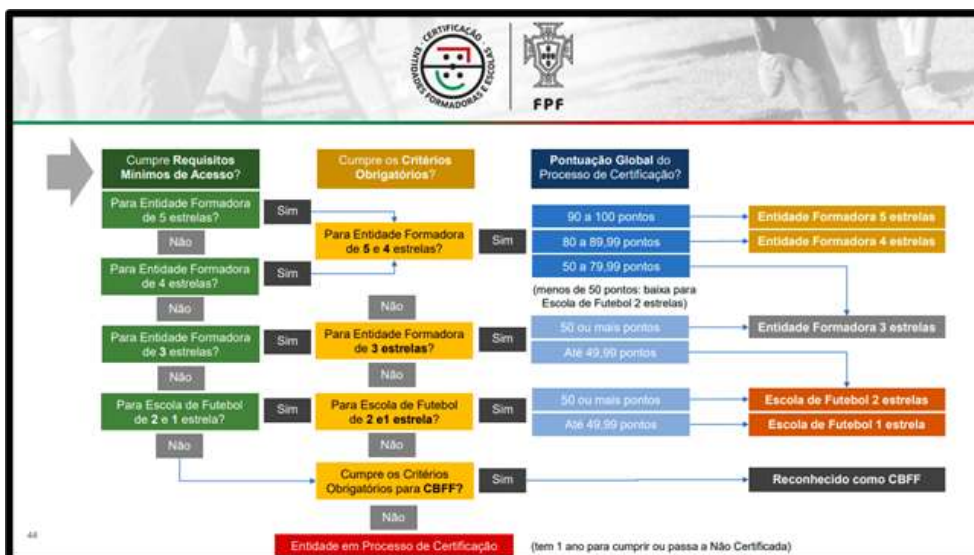 CERTIFICAÇÃO
ENTIDADES FORMADORAS E ESCOLAS
FPF
Cumpre Requisitos
Mínimos de Acesso?
Cumpre os Critérios
Obrigatórios?
Pontuação Global do
Processo de Certificação?
Para Entidade Formadora
de 5 estrelas?
Sim
Não
Para Entidade Formadora
de 4 estrelas?
Sim
Não
Para Entidade Formadora
de 5 e 4 estrelas?
Sim
Não
90 a 100 pontos
Entidade Formadora 5 estrelas
80 a 89,99 pontos
Entidade Formadora 4 estrelas
50 a 79,99 pontos
(menos de 50 pontos: baixa para
Escola de Futebol 2 estrelas)
Para Entidade Formadora
de 3 estrelas?
Sim
Não
Para Entidade Formadora
de 3 estrelas?
Sim
Não
50 ou mais pontos
Entidade Formadora 3 estrelas
Até 49,99 pontos
Para Escola de Futebol
de 2 e 1 estrela?
Sim
Não
Para Escola de Futebol
de 2 e1 estrela?
Sim
Não
50 ou mais pontos
Escola de Futebol 2 estrelas
Até 49,99 pontos
Escola de Futebol 1 estrela
Cumpre os Critérios
Obrigatórios para CBFF?
Sim
Reconhecido como CBFF
Não
44
Entidade em Processo de Certificação
(tem 1 ano para cumprir ou passa a Não Certificada)